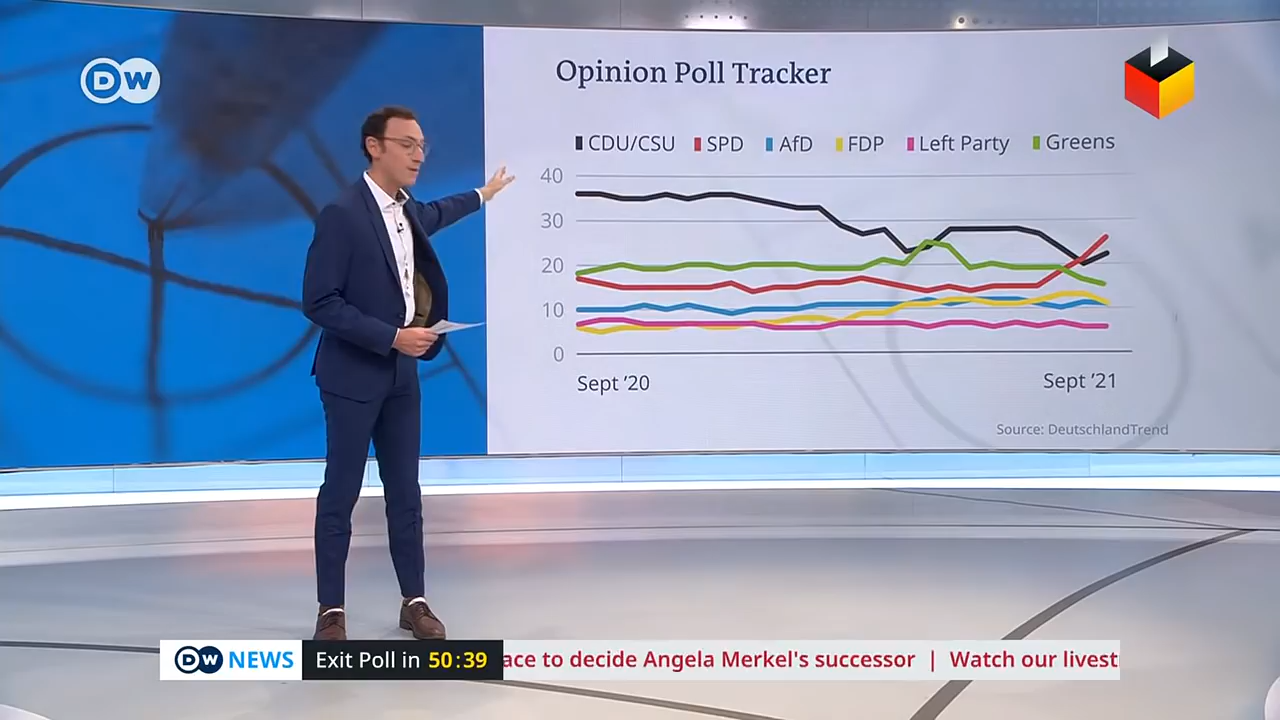 DW
Opinion Poll Tracker
CDU/CSU SPD AfD FDP Left Party Greens
40
30
20
10
0
Sept '20 Sept '21
Source: DeutschlandTrend
DW NEWS Exit Poll in 50:39 ace to decide Angela Merkel's successor | Watch our livest